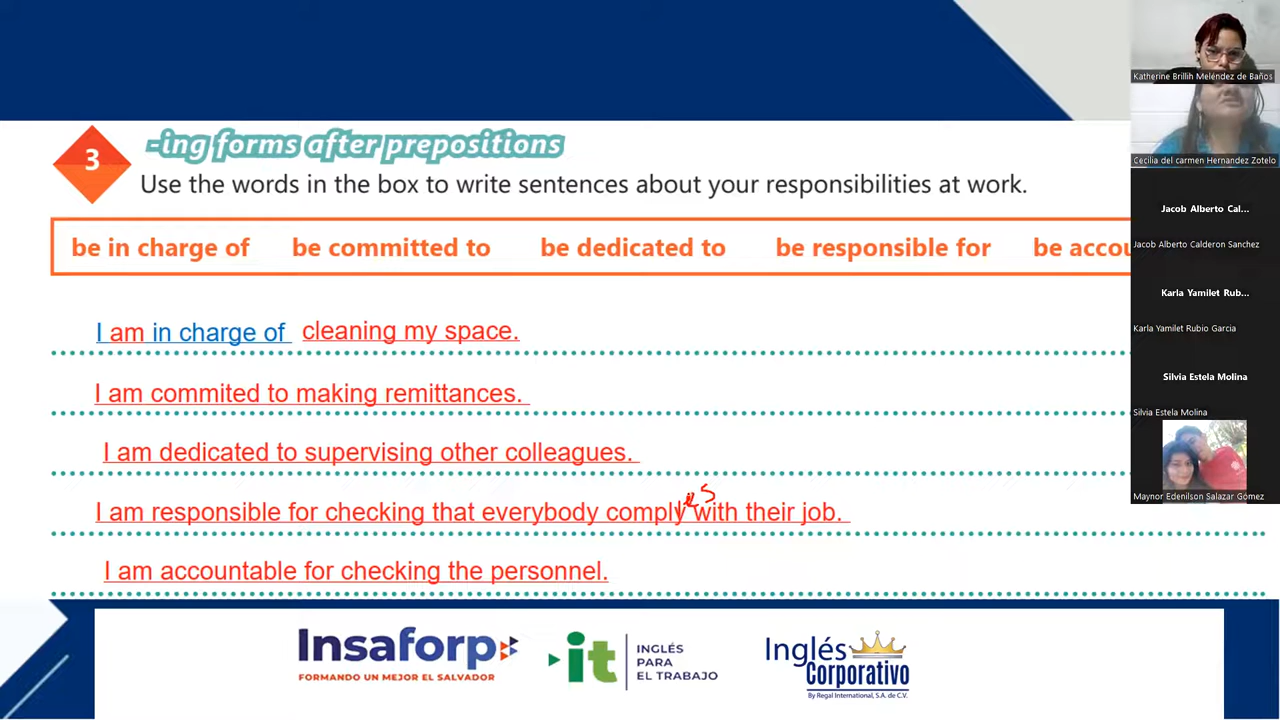 3
-ing forms after prepositions
Use the words in the box to write sentences about your responsibilities at work.
be in charge of be committed to be dedicated to be responsible for be accou
I am in charge of cleaning my space.
I am commited to making remittances.
I am dedicated to supervising other colleagues.
es
I am responsible for checking that everybody comply with their job.
I am accountable for checking the personnel.
Insaforp
FORMANDO UN MEJOR EL SALVADOR
it
INGLÉS
PARA
EL TRABAJO
Inglés
Corporativo
By Regal International, S.A. de C.V.
Katherine Brillih Meléndez de Baños
Cecilia del carmen Hernandez Zotelo
Jacob Alberto Cal...
Jacob Alberto Calderon Sanchez
Karla Yamilet Rub...
Karla Yamilet Rubio Garcia
Silvia Estela Molina
Silvia Estela Molina
Maynor Edenilson Salazar Gómez